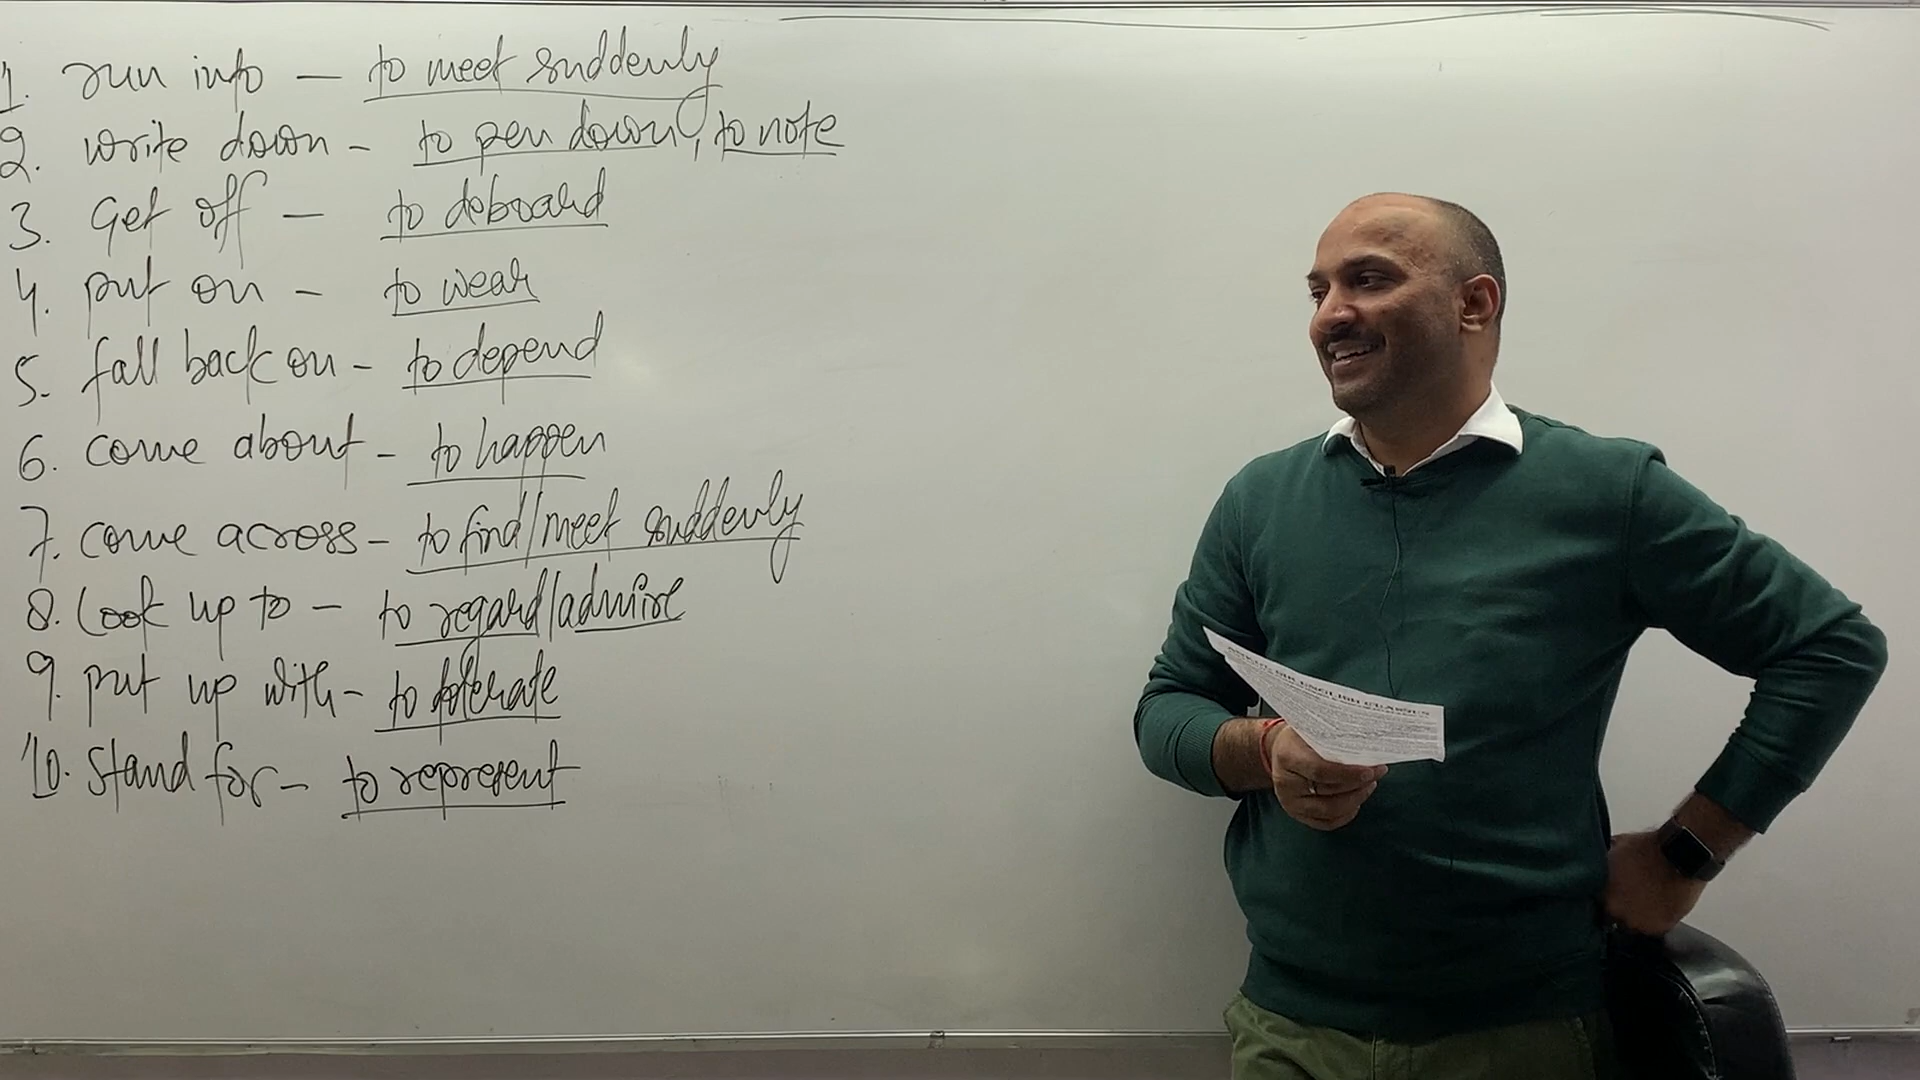 1. run into — to meet suddenly
2. write down - to pen down, to note
3. Get off — to deboard
4. put on - to wear
5. fall back on - to depend
6. come about - to happen
7. come across - to find/meet suddenly
8. Look up to - to regard/admire
9. put up with - to tolerate
10. Stand for - to represent
ENGLISH CLASSES